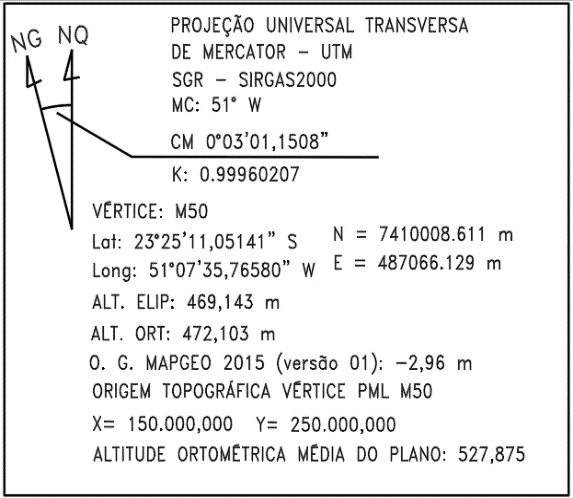 NG NQ
PROJEÇÃO UNIVERSAL TRANSVERSA
DE MERCATOR – UTM
SGR – SIRGAS2000
MC: 51° W
CM 0°03'01,1508"
K: 0.99960207
VÉRTICE: M50
Lat: 23°25'11,05141" S N = 7410008.611 m
Long: 51°07'35,76580" W E = 487066.129 m
ALT. ELIP: 469,143 m
ALT. ORT: 472,103 m
O. G. MAPGEO 2015 (versão 01): –2,96 m
ORIGEM TOPOGRÁFICA VÉRTICE PML M50
X= 150.000,000 Y= 250.000,000
ALTITUDE ORTOMÉTRICA MÉDIA DO PLANO: 527,875